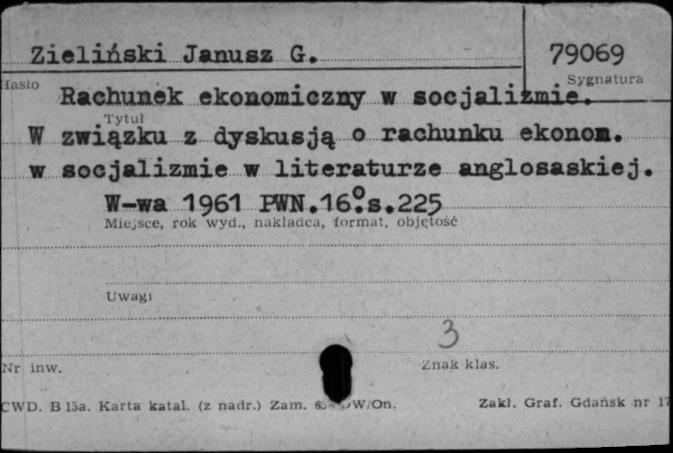 Zieliński Janusz G. 79069
Hasło Sygnatura
Rachunek ekonomiczny w socjalizmie.
Tytuł
W związku z dyskusją o rachunku ekonom.
w socjalizmie w literaturze anglosaskiej.
W-wa 1961 PWN.16°.s.225
Miejsce, rok wyd., nakładca, format, objętość
Uwagi
3
Nr inw. Znak klas.
CWD. B 15a. Karta katal. (z nadr.) Zam. W/On. Zakł. Graf. Gdańsk nr